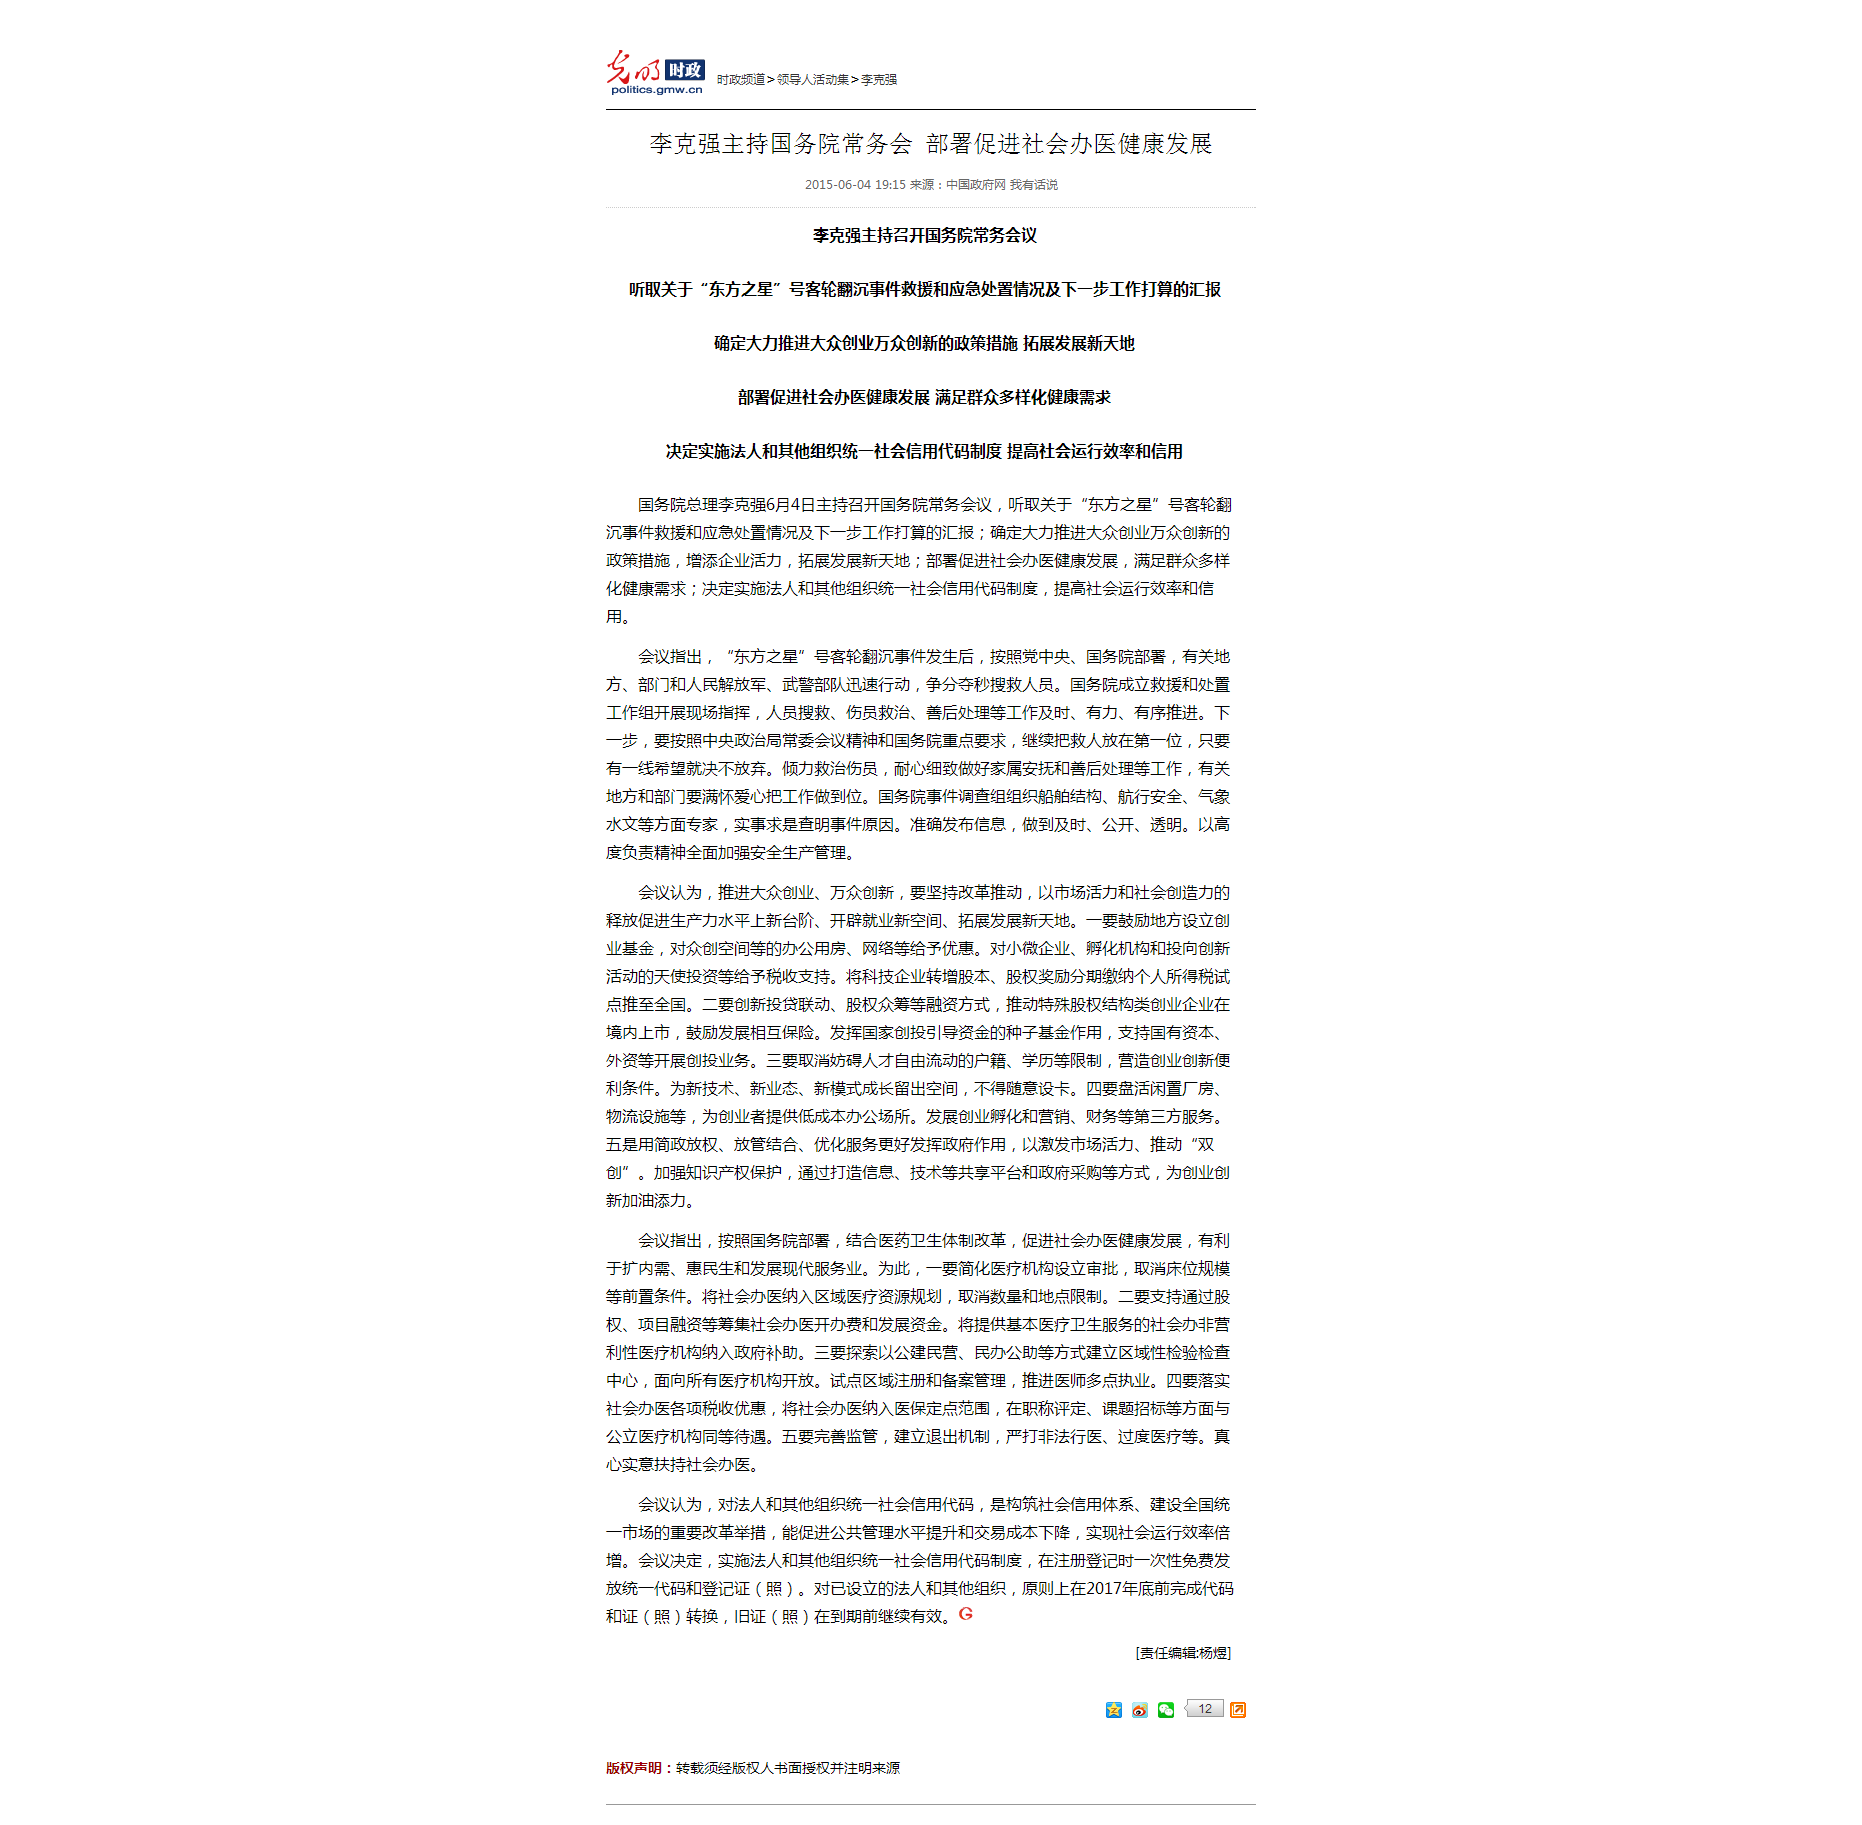 光明 时政
politics.gmw.cn
时政频道>领导人活动集>李克强
李克强主持国务院常务会 部署促进社会办医健康发展
2015-06-04 19:15 来源：中国政府网 我有话说
李克强主持召开国务院常务会议
听取关于“东方之星”号客轮翻沉事件救援和应急处置情况及下一步工作打算的汇报
确定大力推进大众创业万众创新的政策措施 拓展发展新天地
部署促进社会办医健康发展 满足群众多样化健康需求
决定实施法人和其他组织统一社会信用代码制度 提高社会运行效率和信用
国务院总理李克强6月4日主持召开国务院常务会议，听取关于“东方之星”号客轮翻
沉事件救援和应急处置情况及下一步工作打算的汇报；确定大力推进大众创业万众创新的
政策措施，增添企业活力，拓展发展新天地；部署促进社会办医健康发展，满足群众多样
化健康需求；决定实施法人和其他组织统一社会信用代码制度，提高社会运行效率和信
用。
会议指出，“东方之星”号客轮翻沉事件发生后，按照党中央、国务院部署，有关地
方、部门和人民解放军、武警部队迅速行动，争分夺秒搜救人员。国务院成立救援和处置
工作组开展现场指挥，人员搜救、伤员救治、善后处理等工作及时、有力、有序推进。下
一步，要按照中央政治局常委会议精神和国务院重点要求，继续把救人放在第一位，只要
有一线希望就决不放弃。倾力救治伤员，耐心细致做好家属安抚和善后处理等工作，有关
地方和部门要满怀爱心把工作做到位。国务院事件调查组组织船舶结构、航行安全、气象
水文等方面专家，实事求是查明事件原因。准确发布信息，做到及时、公开、透明。以高
度负责精神全面加强安全生产管理。
会议认为，推进大众创业、万众创新，要坚持改革推动，以市场活力和社会创造力的
释放促进生产力水平上新台阶、开辟就业新空间、拓展发展新天地。一要鼓励地方设立创
业基金，对众创空间等的办公用房、网络等给予优惠。对小微企业、孵化机构和投向创新
活动的天使投资等给予税收支持。将科技企业转增股本、股权奖励分期缴纳个人所得税试
点推至全国。二要创新投贷联动、股权众筹等融资方式，推动特殊股权结构类创业企业在
境内上市，鼓励发展相互保险。发挥国家创投引导资金的种子基金作用，支持国有资本、
外资等开展创投业务。三要取消妨碍人才自由流动的户籍、学历等限制，营造创业创新便
利条件。为新技术、新业态、新模式成长留出空间，不得随意设卡。四要盘活闲置厂房、
物流设施等，为创业者提供低成本办公场所。发展创业孵化和营销、财务等第三方服务。
五是用简政放权、放管结合、优化服务更好发挥政府作用，以激发市场活力、推动“双
创”。加强知识产权保护，通过打造信息、技术等共享平台和政府采购等方式，为创业创
新加油添力。
会议指出，按照国务院部署，结合医药卫生体制改革，促进社会办医健康发展，有利
于扩内需、惠民生和发展现代服务业。为此，一要简化医疗机构设立审批，取消床位规模
等前置条件。将社会办医纳入区域医疗资源规划，取消数量和地点限制。二要支持通过股
权、项目融资等筹集社会办医开办费和发展资金。将提供基本医疗卫生服务的社会办非营
利性医疗机构纳入政府补助。三要探索以公建民营、民办公助等方式建立区域性检验检查
中心，面向所有医疗机构开放。试点区域注册和备案管理，推进医师多点执业。四要落实
社会办医各项税收优惠，将社会办医纳入医保定点范围，在职称评定、课题招标等方面与
公立医疗机构同等待遇。五要完善监管，建立退出机制，严打非法行医、过度医疗等。真
心实意扶持社会办医。
会议认为，对法人和其他组织统一社会信用代码，是构筑社会信用体系、建设全国统
一市场的重要改革举措，能促进公共管理水平提升和交易成本下降，实现社会运行效率倍
增。会议决定，实施法人和其他组织统一社会信用代码制度，在注册登记时一次性免费发
放统一代码和登记证（照）。对已设立的法人和其他组织，原则上在2017年底前完成代码
和证（照）转换，旧证（照）在到期前继续有效。G
[责任编辑:杨煜]
12
版权声明：转载须经版权人书面授权并注明来源